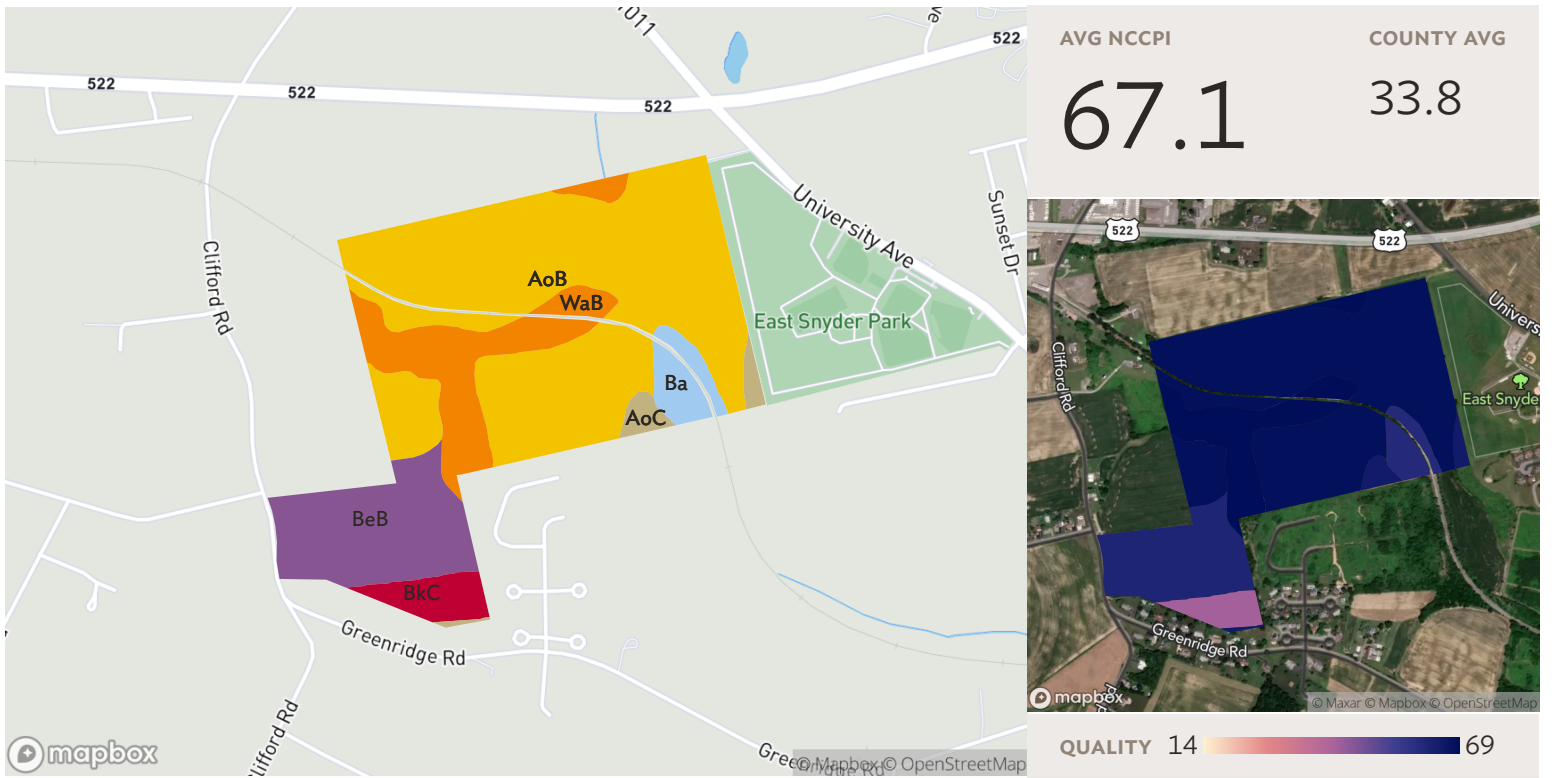 1011
ve
522
522
522
522
Clifford Rd
University Ave
Sunset Dr
AoB
WaB
East Snyder Park
Ba
AoC
BeB
BkC
Greenridge Rd
Clifford Rd
mapbox
© Mapbox © OpenStreetMap
AVG NCCPI
COUNTY AVG
67.1
33.8
522
522
Univers
Clifford Rd
East Snyde
Greenridge Rd
mapbox
© Maxar © Mapbox © OpenStreetMap
QUALITY 14 69